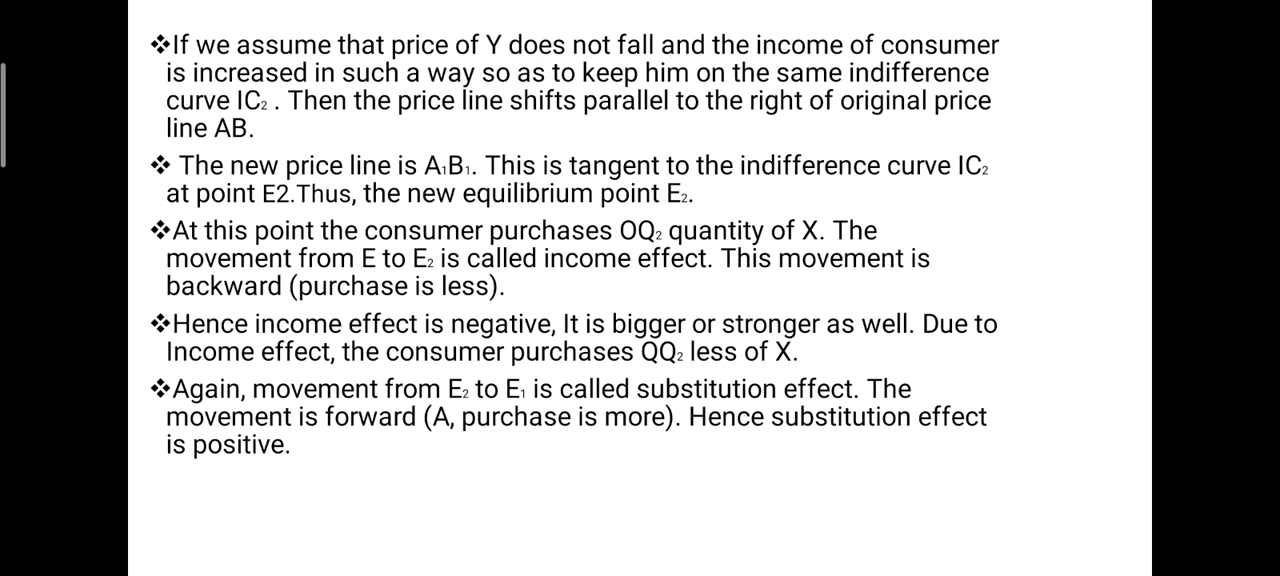 ❖If we assume that price of Y does not fall and the income of consumer
is increased in such a way so as to keep him on the same indifference
curve IC₂ . Then the price line shifts parallel to the right of original price
line AB.
❖ The new price line is A₁B₁. This is tangent to the indifference curve IC₂
at point E2.Thus, the new equilibrium point E₂.
❖At this point the consumer purchases OQ₂ quantity of X. The
movement from E to E₂ is called income effect. This movement is
backward (purchase is less).
❖Hence income effect is negative, It is bigger or stronger as well. Due to
Income effect, the consumer purchases QQ₂ less of X.
❖Again, movement from E₂ to E₁ is called substitution effect. The
movement is forward (A, purchase is more). Hence substitution effect
is positive.